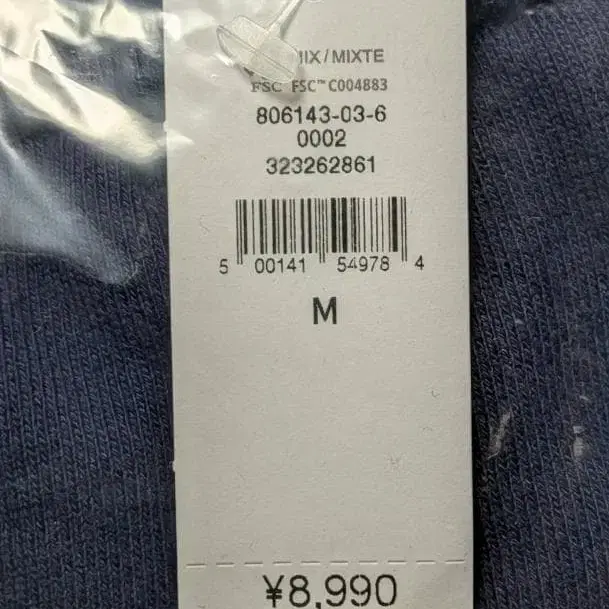 MIX/MIXTE
FSC FSC™ C004883
806143-03-6
0002
323262861
5 00141 54978 4
M
¥8,990